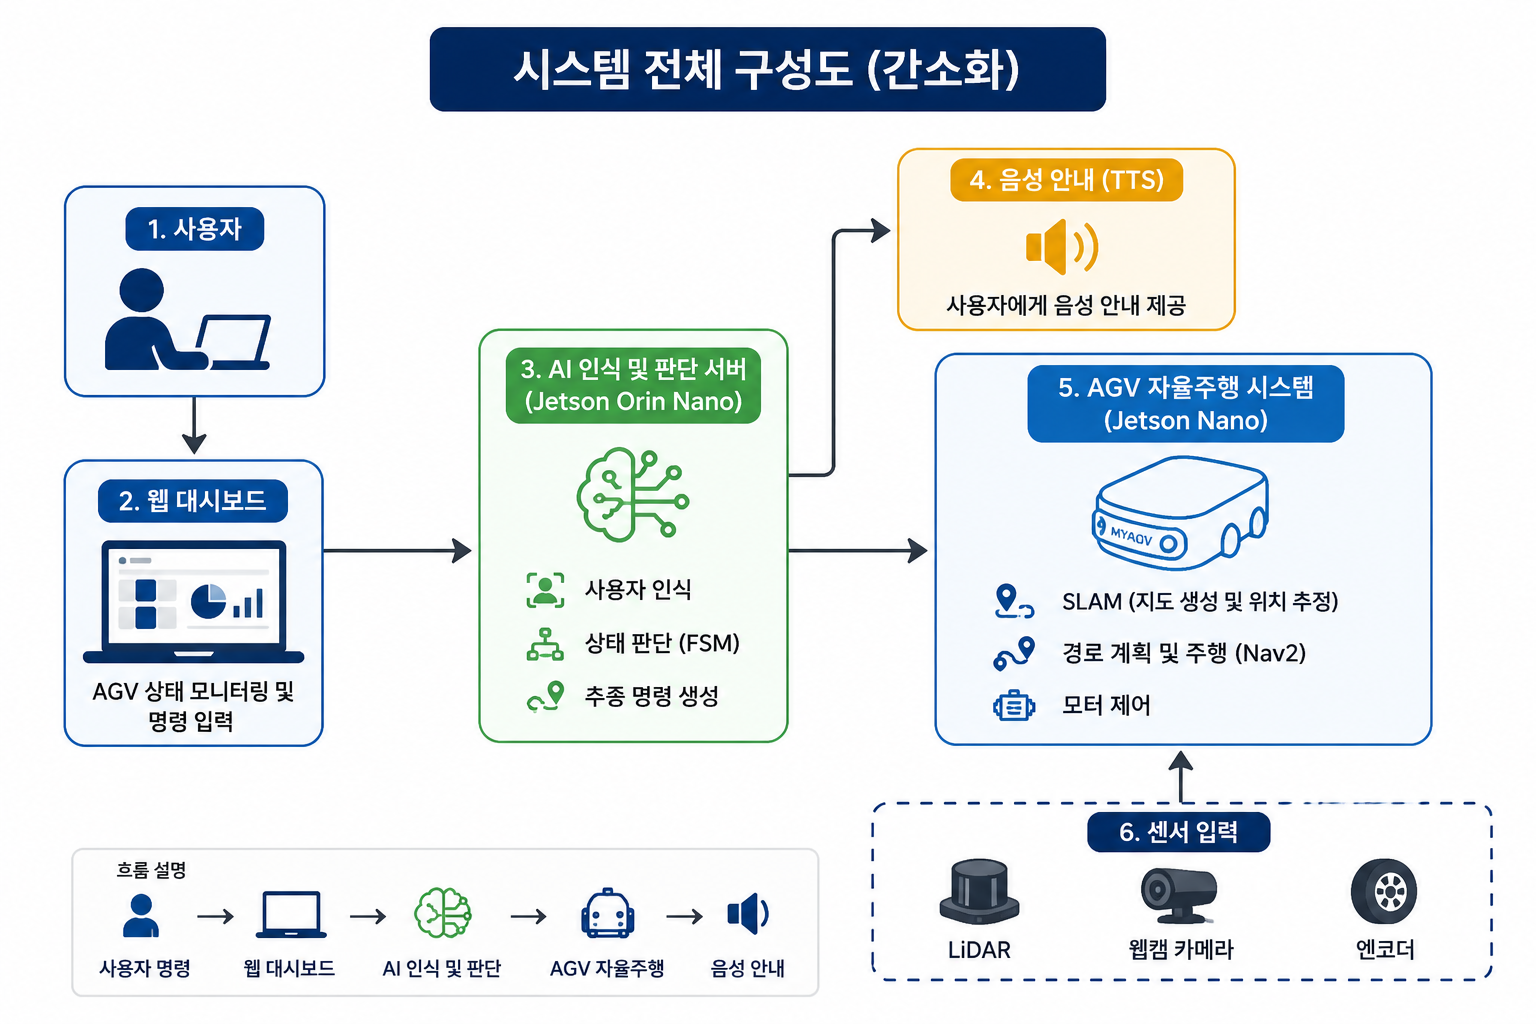 시스템 전체 구성도 (간소화)
1. 사용자
2. 웹 대시보드
AGV 상태 모니터링 및
명령 입력
3. AI 인식 및 판단 서버
(Jetson Orin Nano)
사용자 인식
상태 판단 (FSM)
추종 명령 생성
4. 음성 안내 (TTS)
사용자에게 음성 안내 제공
5. AGV 자율주행 시스템
(Jetson Nano)
MYAGV
SLAM (지도 생성 및 위치 추정)
경로 계획 및 주행 (Nav2)
모터 제어
6. 센서 입력
LiDAR
웹캠 카메라
엔코더
흐름 설명
사용자 명령
웹 대시보드
AI 인식 및 판단
AGV 자율주행
음성 안내